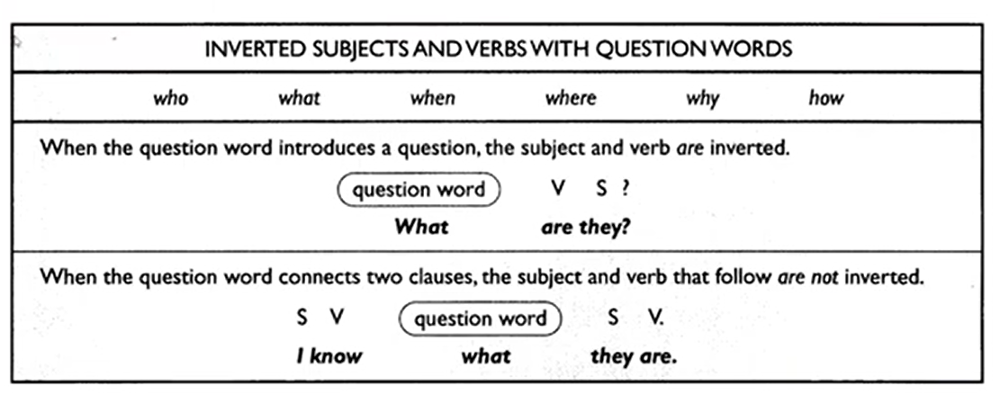 INVERTED SUBJECTS AND VERBS WITH QUESTION WORDS
who what when where why how
When the question word introduces a question, the subject and verb are inverted.
question word V S ?
What are they?
When the question word connects two clauses, the subject and verb that follow are not inverted.
S V question word S V.
I know what they are.